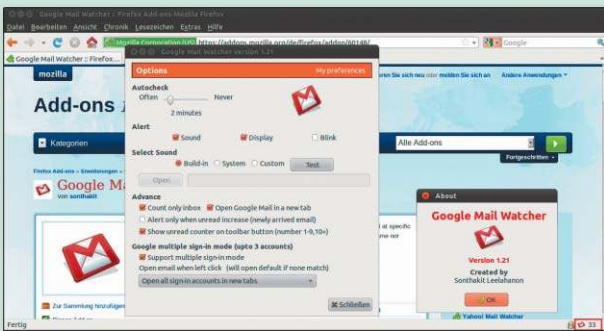 Google Mail Watcher :: Firefox Add-ons Mozilla Firefox
Datei Bearbeiten Ansicht Chronik Lesezeichen Extras Hilfe
Mozilla Corporation (US) https://addons.mozilla.org/de/firefox/addon/60148/
Google
Google Mail Watcher :: Firefox...
Google Mail Watcher Version 1.21
mozilla
oder melden Sie sich an
Andere Anwendungen
Options
My preferences
Autocheck
Often
Never
2 minutes
Add-ons
Alert
Sound
Display
Blink
Kategorien
Alle Add-ons
Fortgeschritten
Select Sound
Build-in
System
Custom
Test
Open
Firefox Add-ons » Erweiterungen »
Google Ma
von sonthakit
Advance
Count only inbox
Open Google Mail in a new tab
Alert only when unread increase (newly arrived email)
Show unread counter on toolbar button (number 1-9,10+)
Google multiple sign-in mode (upto 3 accounts)
Support multiple sign-in mode
Open email when left click (will open default if none match)
Open all sign-in accounts in new tabs
Schließen
at specific
About
Google Mail Watcher
Version 1.21
Created by
Sonthakit Leelahanon
OK
Zur Sammlung hinzufügen
Yahoo! Mail Watcher
Fertig
33